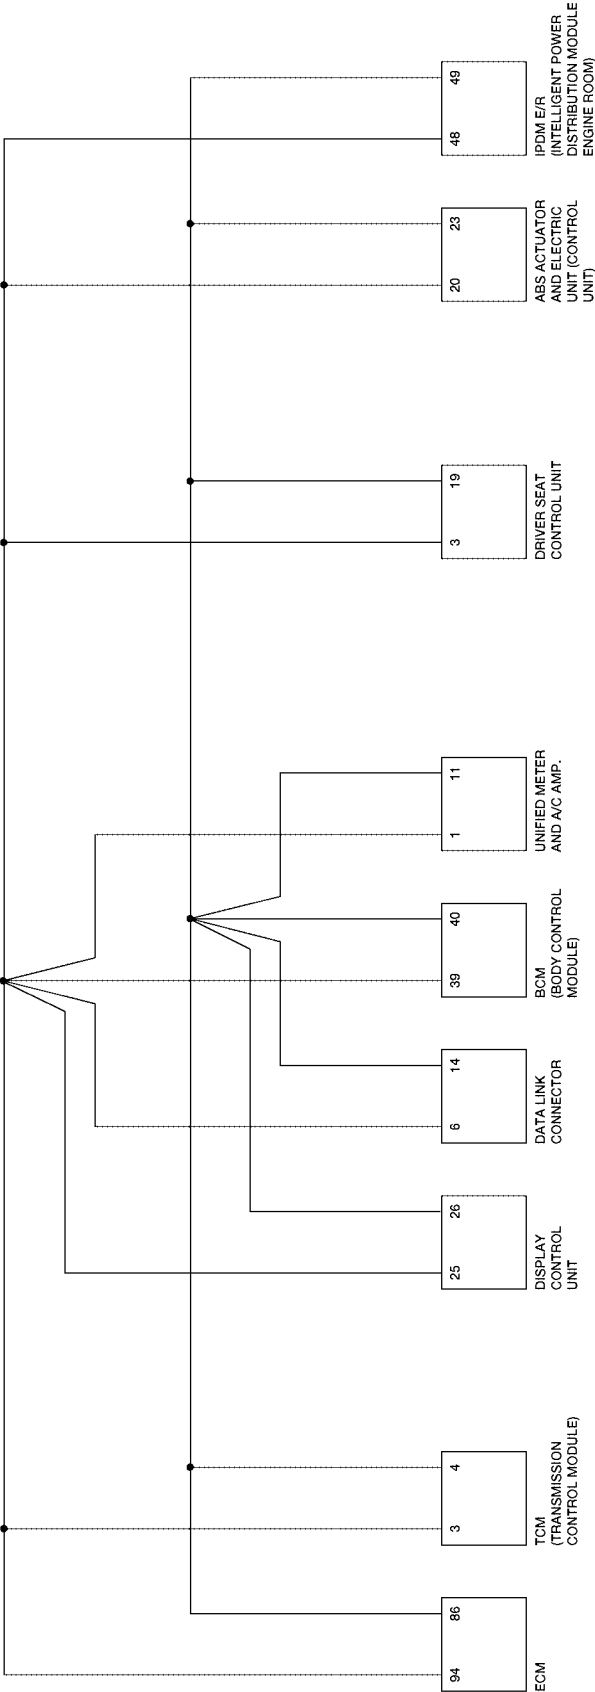 94
86
ECM
3
4
TCM
(TRANSMISSION
CONTROL MODULE)
25
26
DISPLAY
CONTROL
UNIT
6
14
DATA LINK
CONNECTOR
39
40
BCM
(BODY CONTROL
MODULE)
1
11
UNIFIED METER
AND A/C AMP.
3
19
DRIVER SEAT
CONTROL UNIT
20
23
ABS ACTUATOR
AND ELECTRIC
UNIT (CONTROL
UNIT)
48
49
IPDM E/R
(INTELLIGENT POWER
DISTRIBUTION MODULE
ENGINE ROOM)